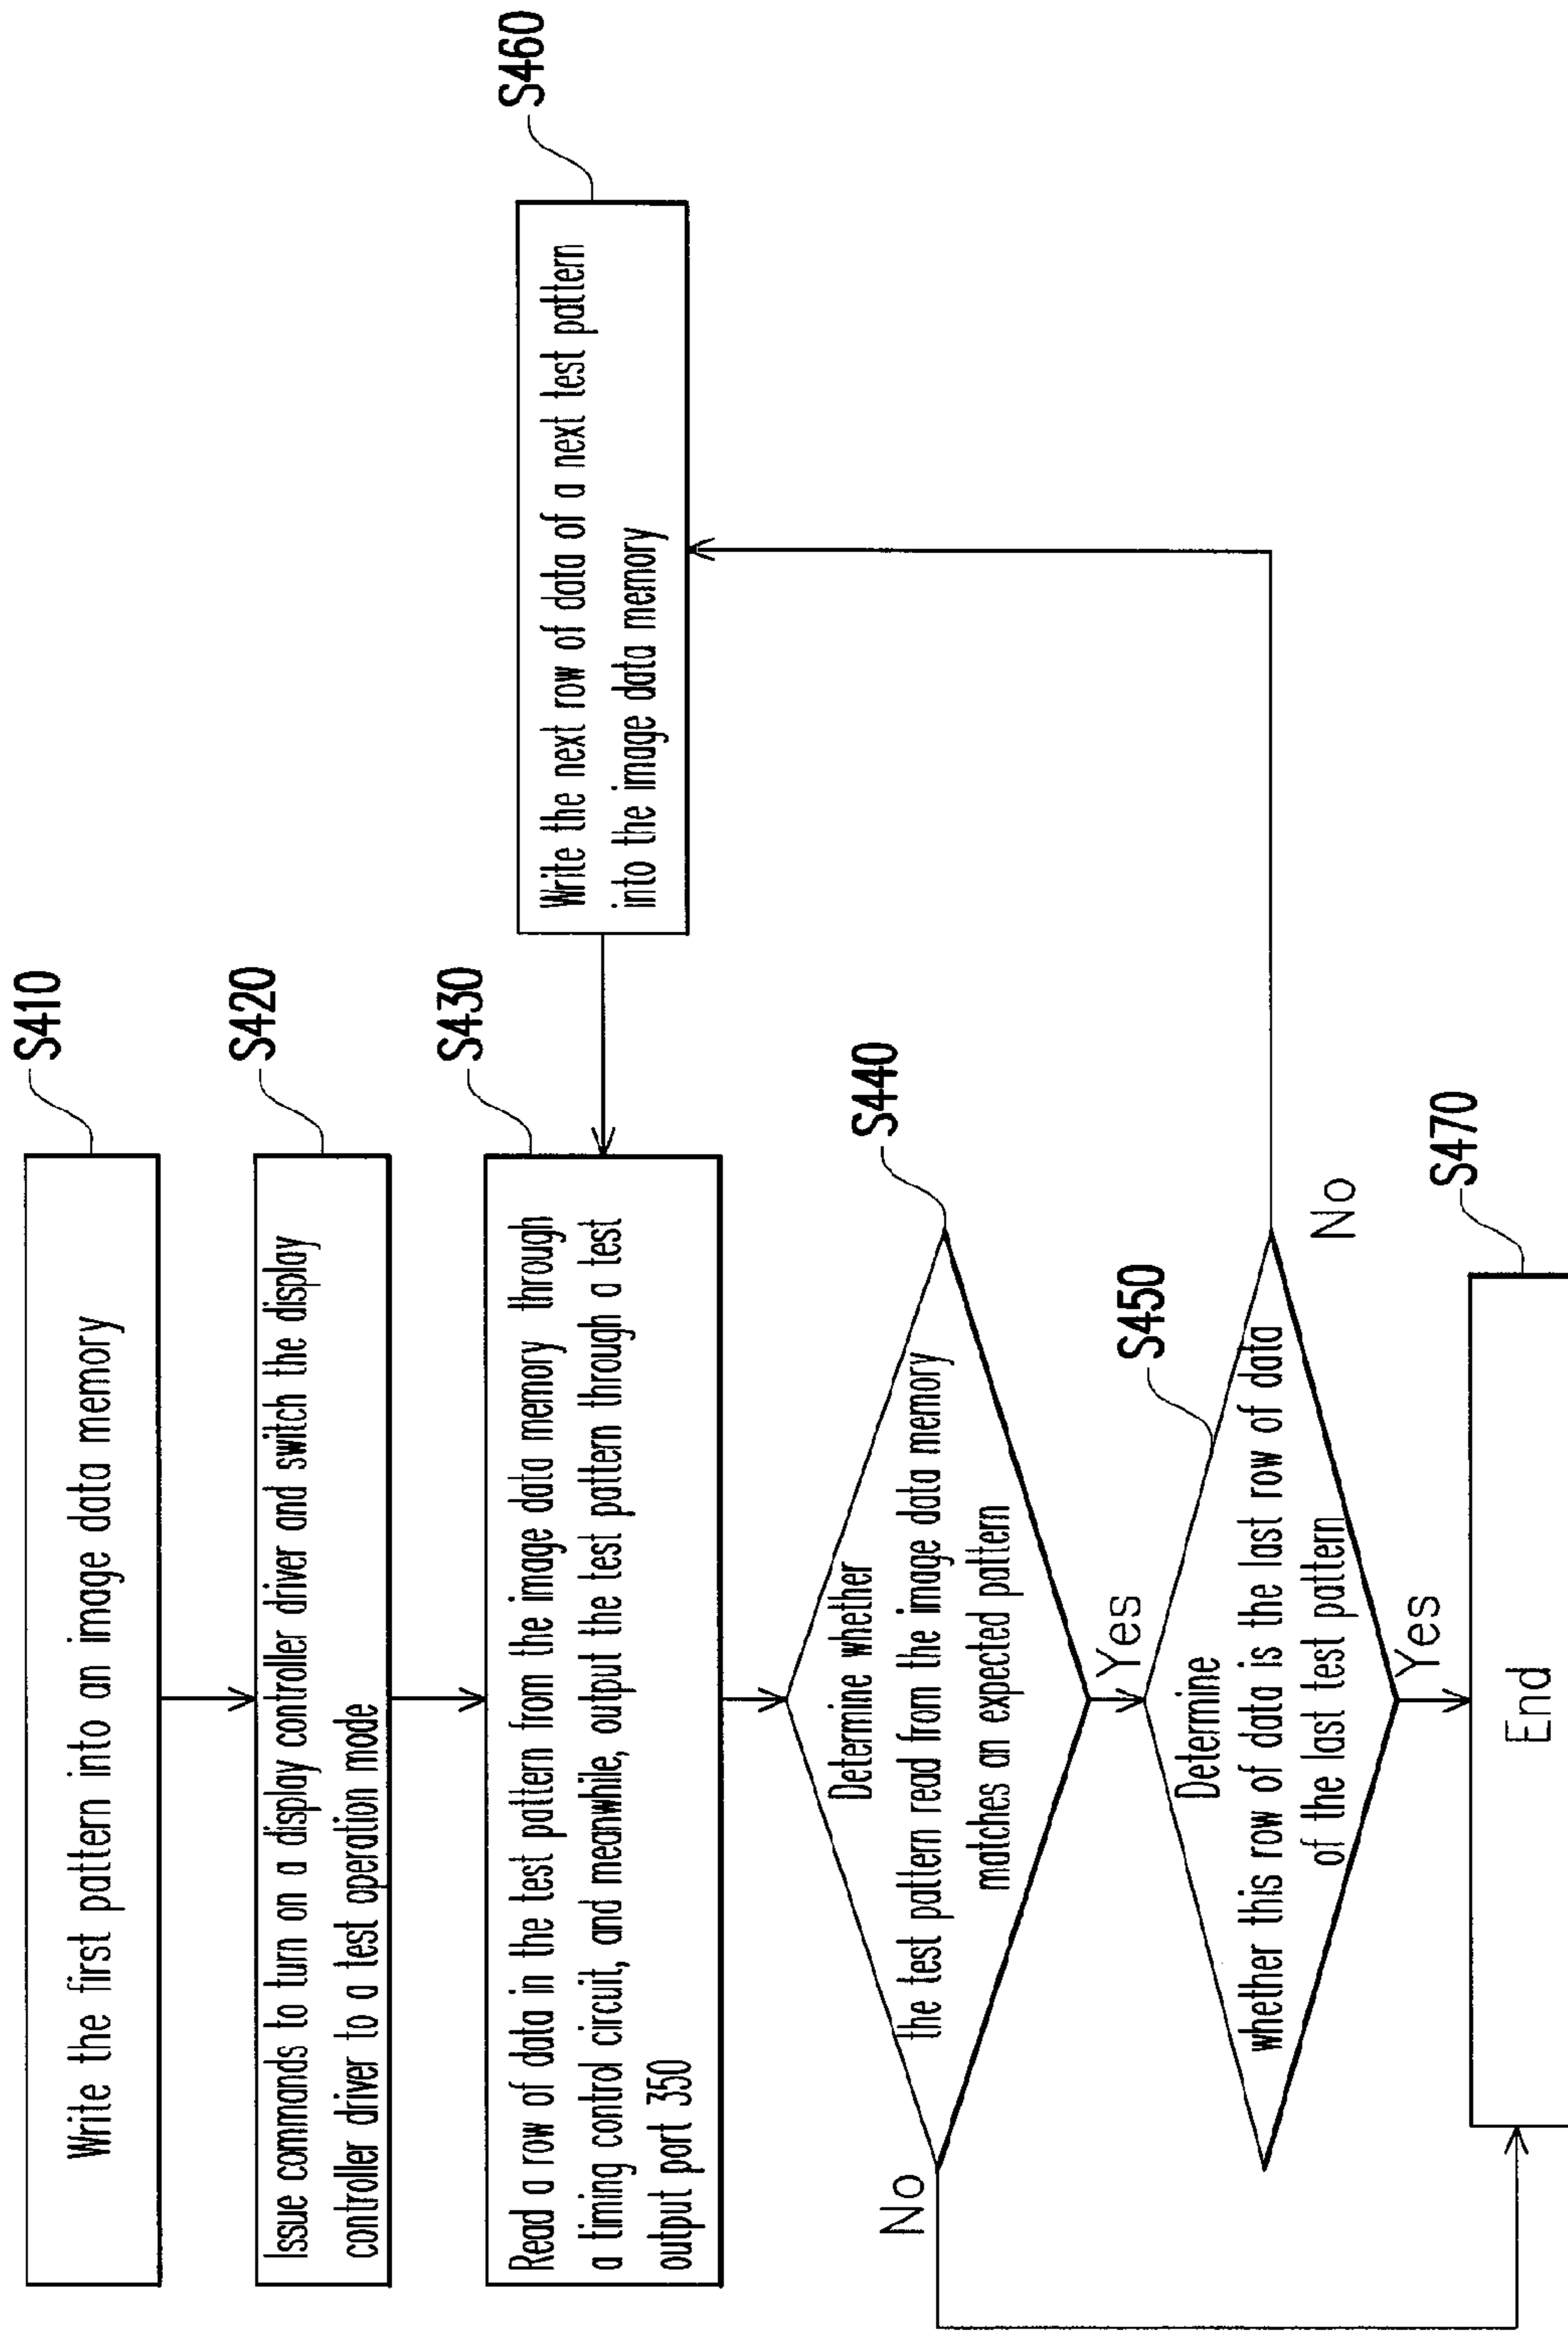 S410
Write the first pattern into an image data memory
S420
Issue commands to turn on a display controller driver and switch the display
controller driver to a test operation mode
S430
Read a row of data in the test pattern from the image data memory through
a timing control circuit, and meanwhile, output the test pattern through a test
output port 350
S460
Write the next row of data of a next test pattern
into the image data memory
S440
Determine whether
the test pattern read from the image data memory
matches an expected pattern
No
Yes
S450
Determine
whether this row of data is the last row of data
of the last test pattern
No
Yes
S470
End